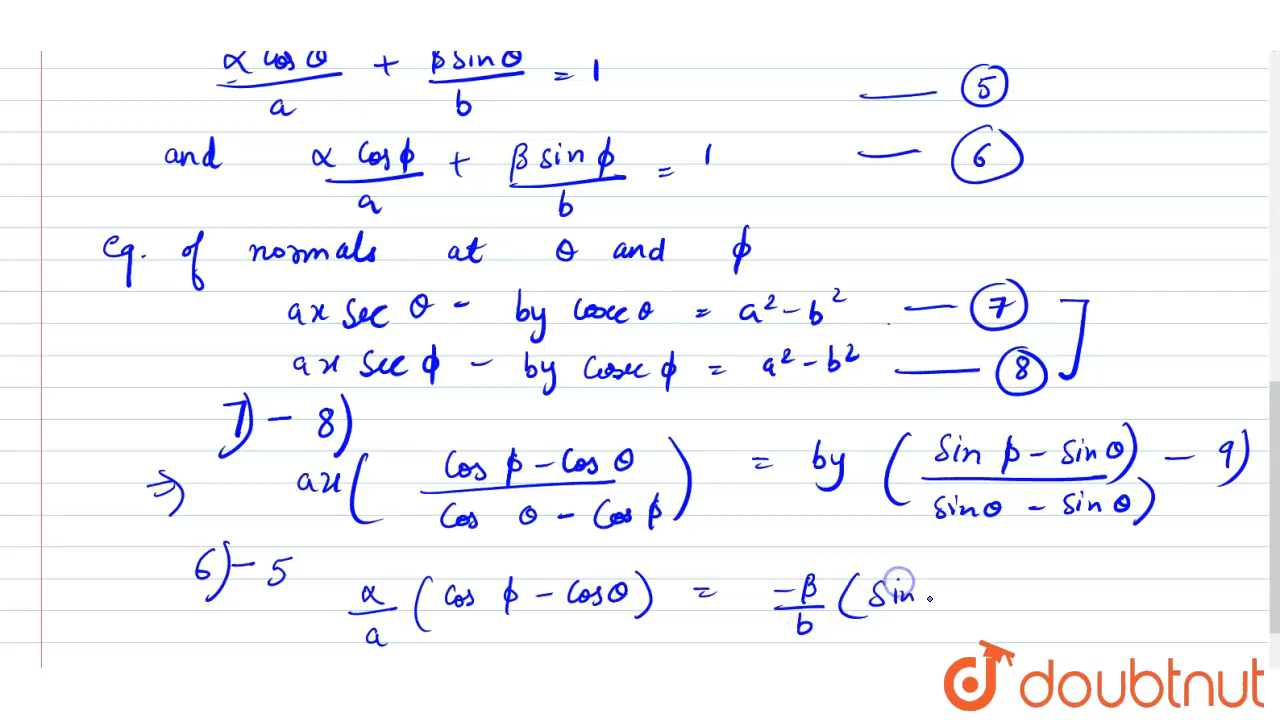 α cos θ / a + β sin θ / b = 1 — 5
and α cos ϕ / a + β sin ϕ / b = 1 — 6
eq. of normals at θ and ϕ
ax sec θ - by cosec θ = a² - b² — 7
ax sec ϕ - by cosec ϕ = a² - b² — 8
7) - 8)
⇒ ax ( cos ϕ - cos θ / cos θ - cos ϕ ) = by ( sin ϕ - sin θ / sin θ - sin θ ) - 9)
6) - 5
α / a ( cos ϕ - cos θ ) = -β / b ( sin
doubtnut